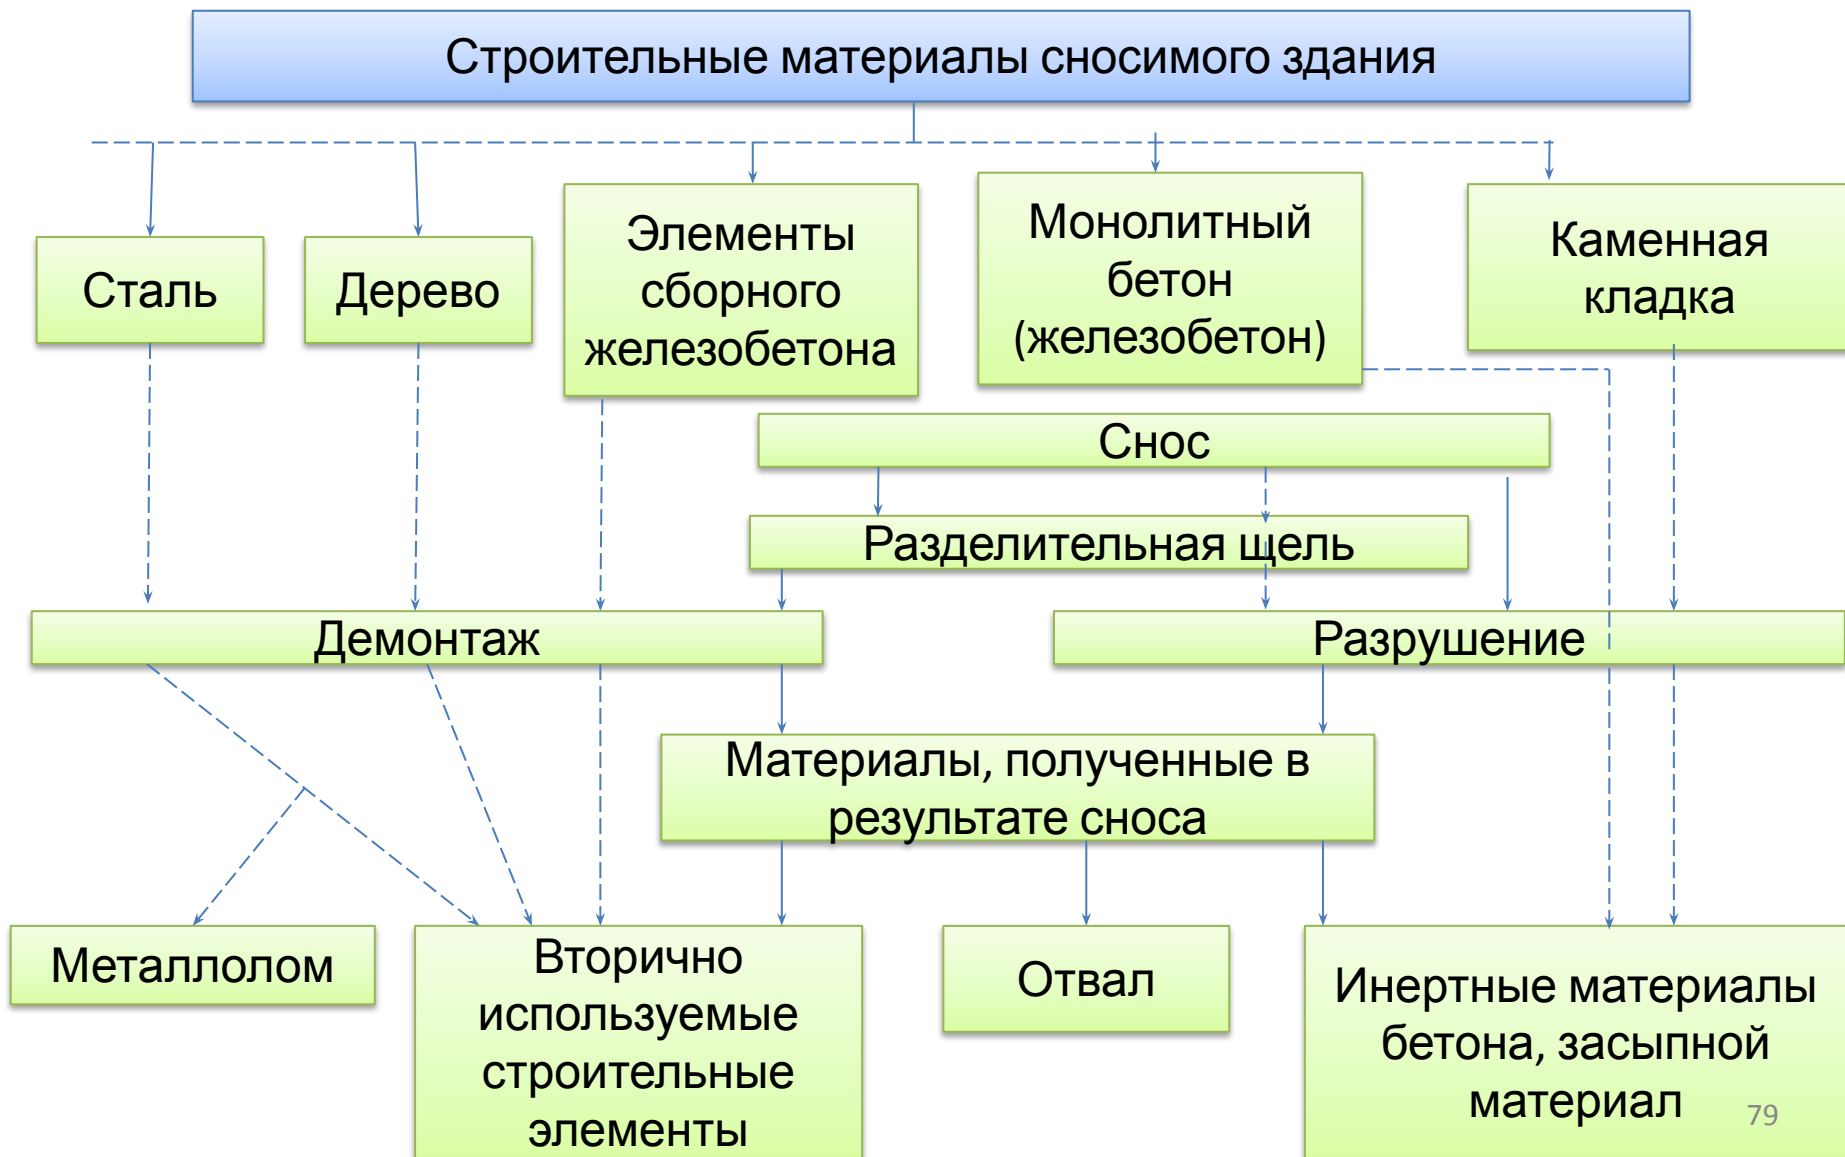 Строительные материалы сносимого здания
Сталь
Дерево
Элементы
сборного
железобетона
Монолитный
бетон
(железобетон)
Каменная
кладка
Снос
Разделительная щель
Демонтаж
Разрушение
Материалы, полученные в
результате сноса
Металлолом
Вторично
используемые
строительные
элементы
Отвал
Инертные материалы
бетона, засыпной
материал
79